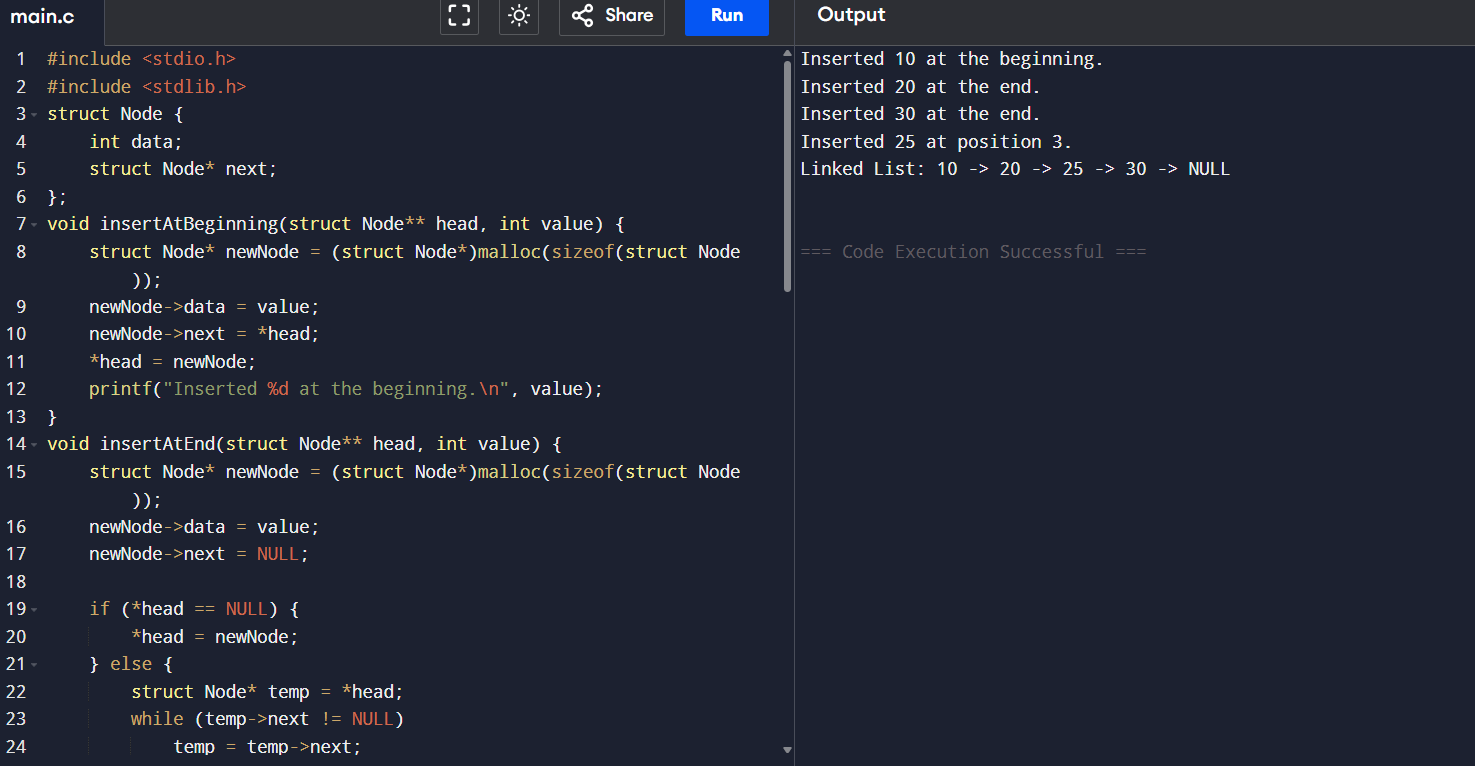 main.c
Share
Run
Output
1 #include <stdio.h>
2 #include <stdlib.h>
3 struct Node {
4     int data;
5     struct Node* next;
6 };
7 void insertAtBeginning(struct Node** head, int value) {
8     struct Node* newNode = (struct Node*)malloc(sizeof(struct Node
        ));
9     newNode->data = value;
10     newNode->next = *head;
11     *head = newNode;
12     printf("Inserted %d at the beginning.\n", value);
13 }
14 void insertAtEnd(struct Node** head, int value) {
15     struct Node* newNode = (struct Node*)malloc(sizeof(struct Node
        ));
16     newNode->data = value;
17     newNode->next = NULL;
18
19     if (*head == NULL) {
20         *head = newNode;
21     } else {
22         struct Node* temp = *head;
23         while (temp->next != NULL)
24             temp = temp->next;
Inserted 10 at the beginning.
Inserted 20 at the end.
Inserted 30 at the end.
Inserted 25 at position 3.
Linked List: 10 -> 20 -> 25 -> 30 -> NULL
=== Code Execution Successful ===